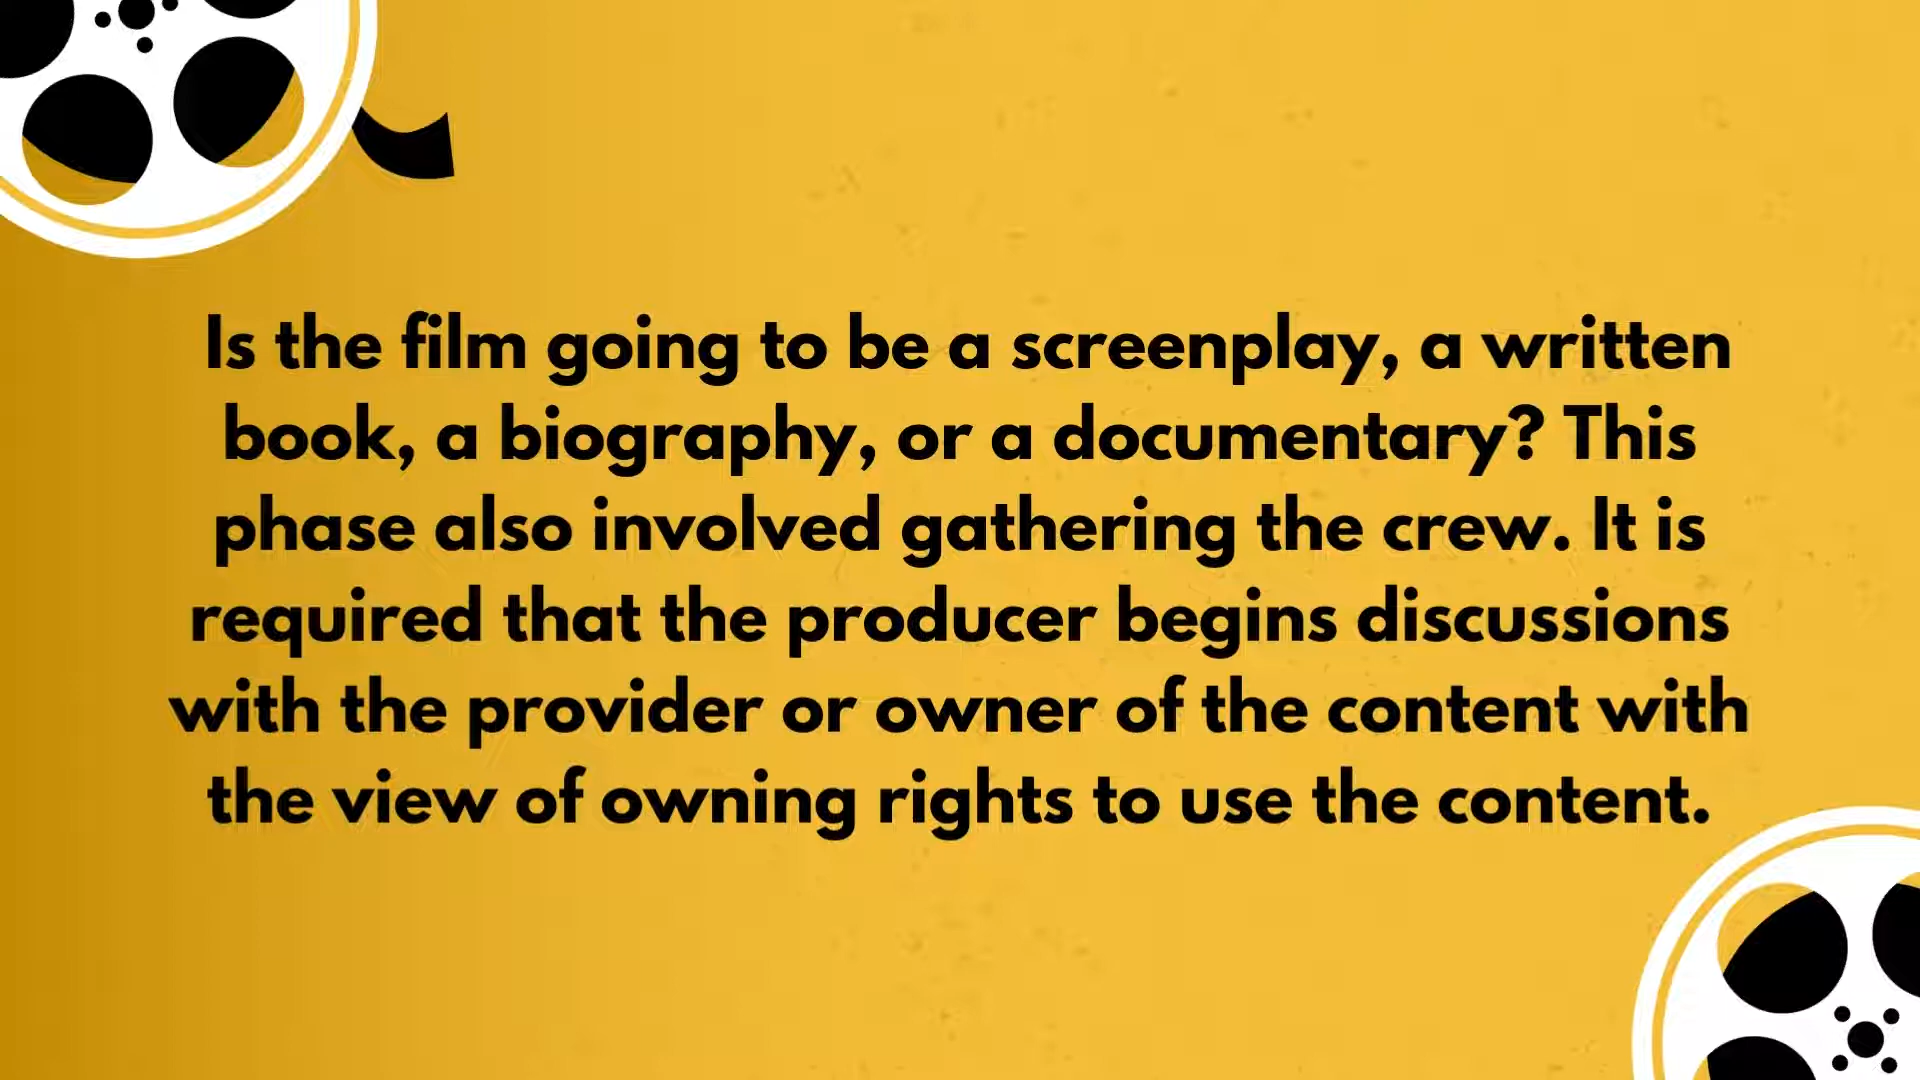 Is the film going to be a screenplay, a written
book, a biography, or a documentary? This
phase also involved gathering the crew. It is
required that the producer begins discussions
with the provider or owner of the content with
the view of owning rights to use the content.